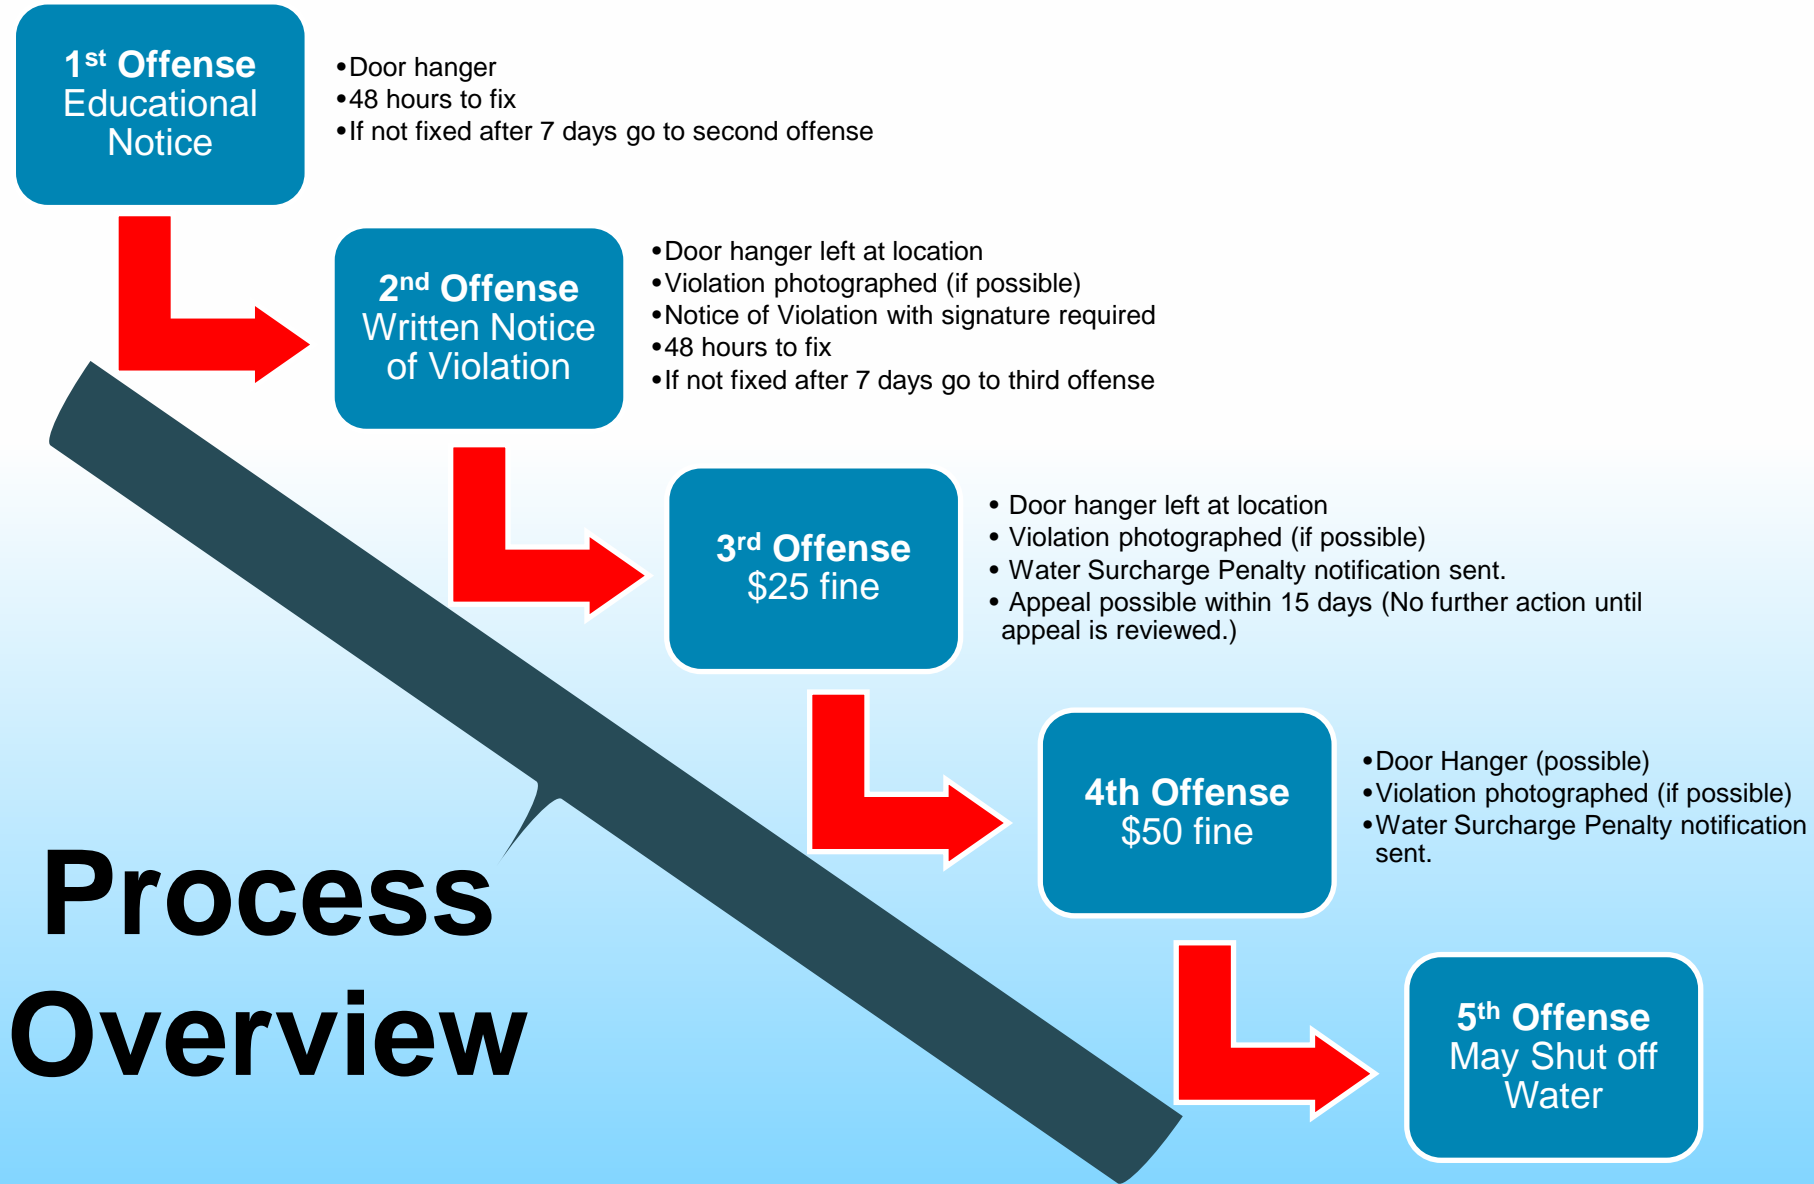 1st Offense
Educational
Notice
•Door hanger
•48 hours to fix
•If not fixed after 7 days go to second offense
2nd Offense
Written Notice
of Violation
•Door hanger left at location
•Violation photographed (if possible)
•Notice of Violation with signature required
•48 hours to fix
•If not fixed after 7 days go to third offense
3rd Offense
$25 fine
• Door hanger left at location
• Violation photographed (if possible)
• Water Surcharge Penalty notification sent.
• Appeal possible within 15 days (No further action until
appeal is reviewed.)
4th Offense
$50 fine
•Door Hanger (possible)
•Violation photographed (if possible)
•Water Surcharge Penalty notification
sent.
5th Offense
May Shut off
Water
Process
Overview